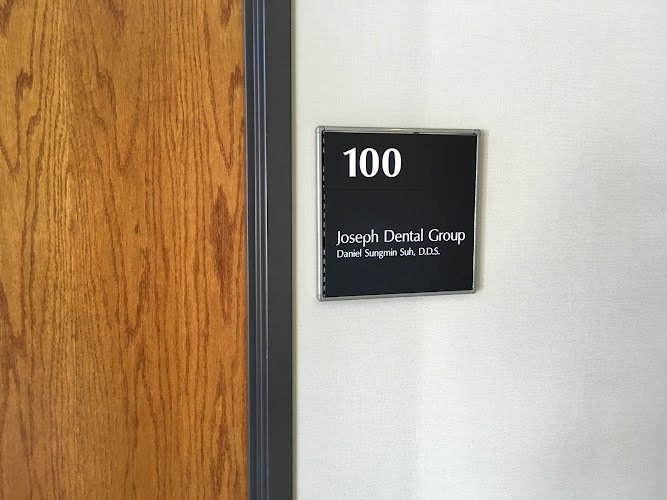 100
Joseph Dental Group
Daniel Sungmin Suh, D.D.S.